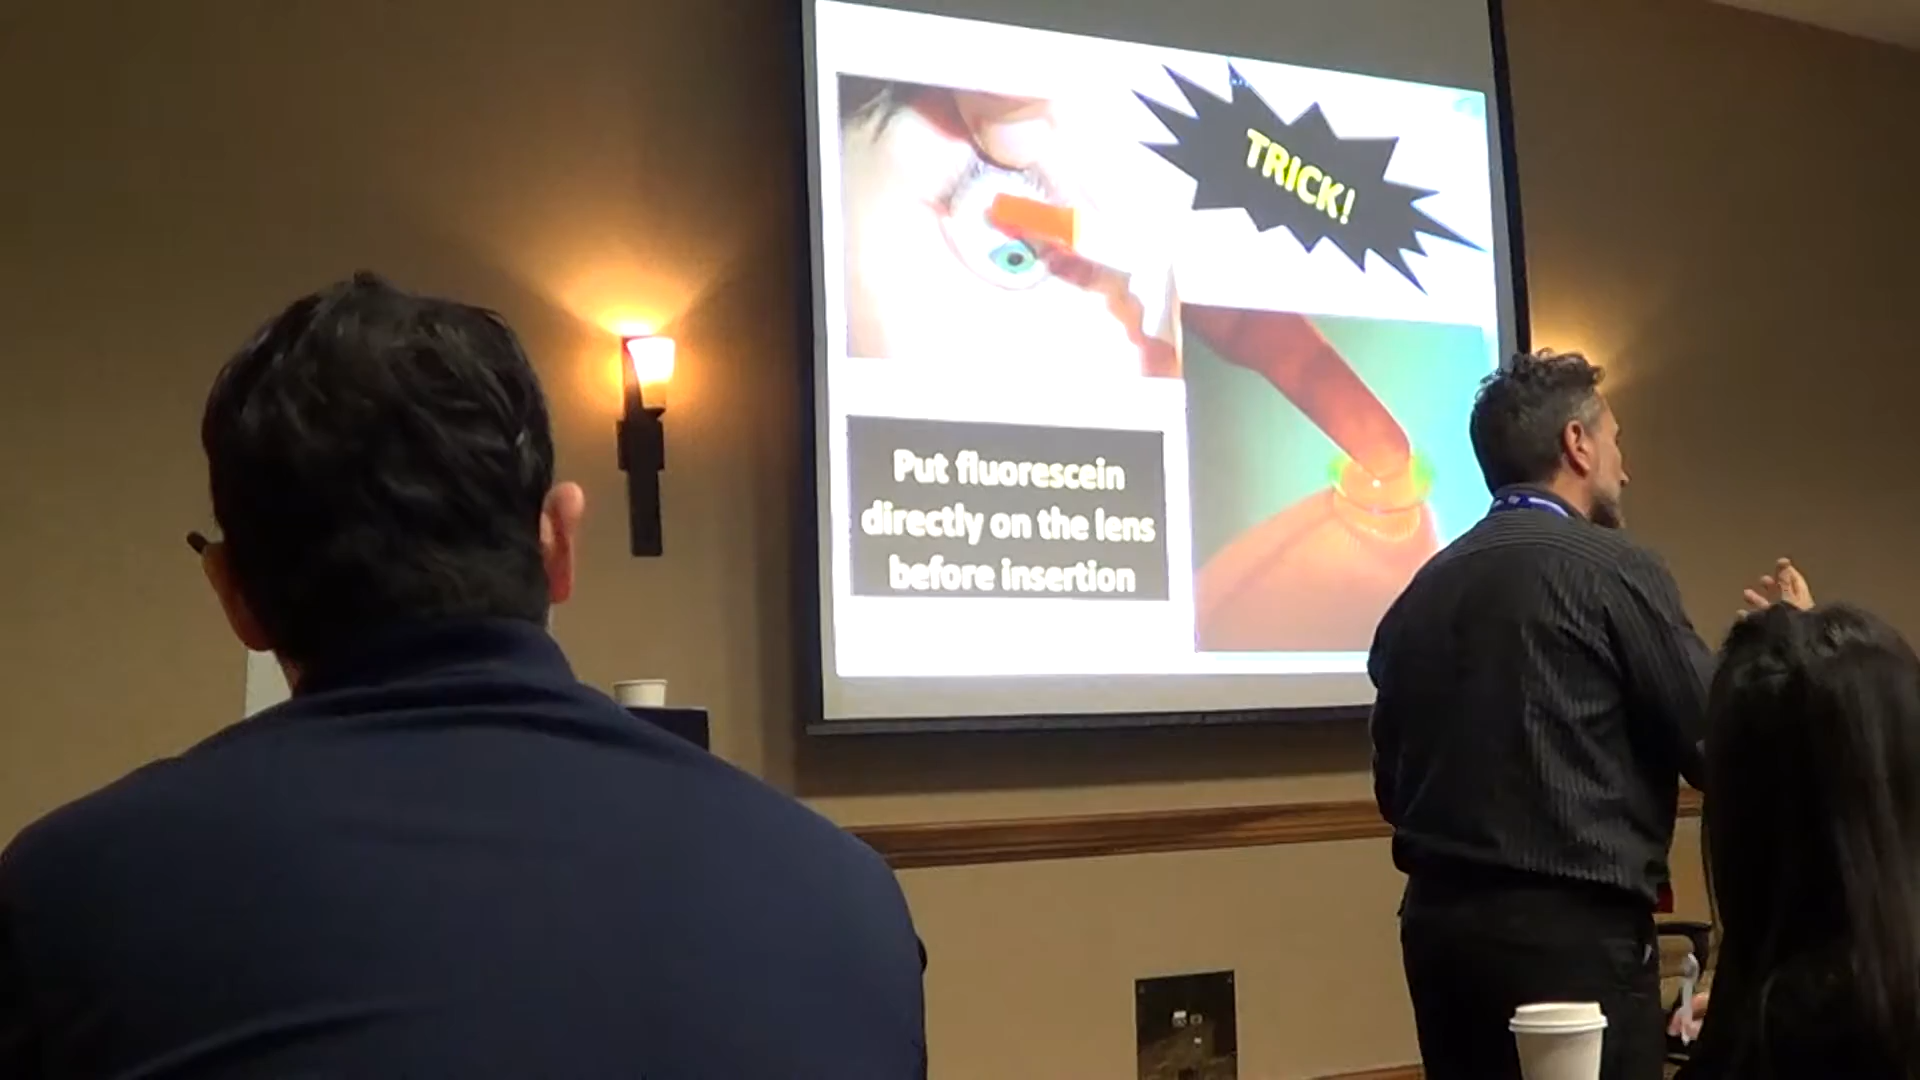 TRICK!
Put fluorescein
directly on the lens
before insertion